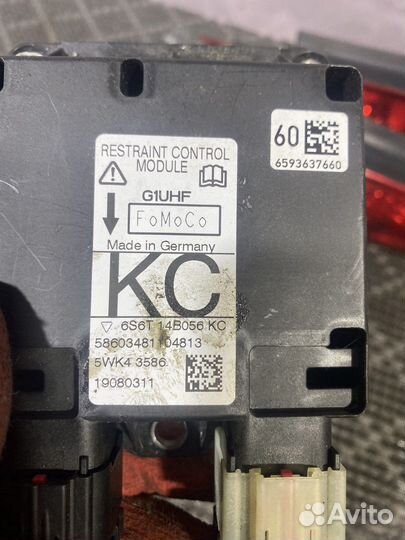 60
6593637660
RESTRAINT CONTROL
MODULE
G1UHF
FoMoCo
Made in Germany
KC
▽ 6S6T 14B056 KC
58603481104813
5WK4 3586
19080311
Avito